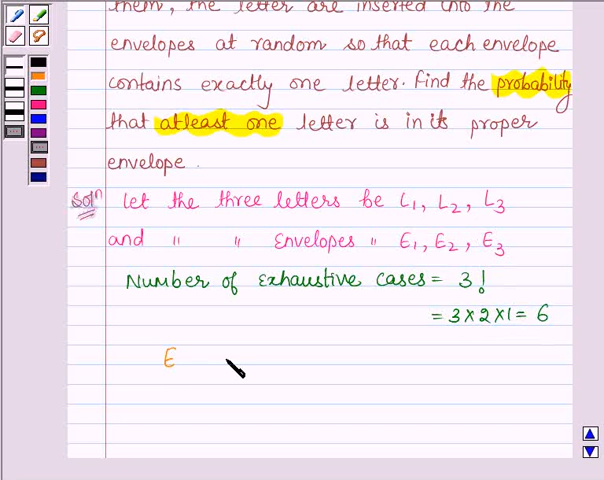 them, the letter are inserted into the
envelopes at random so that each envelope
contains exactly one letter. Find the probability
that atleast one letter is in its proper
envelope.
Solⁿ Let the three letters be L₁, L₂, L₃
and " " Envelopes " E₁, E₂, E₃
Number of exhaustive cases = 3!
= 3×2×1 = 6
E